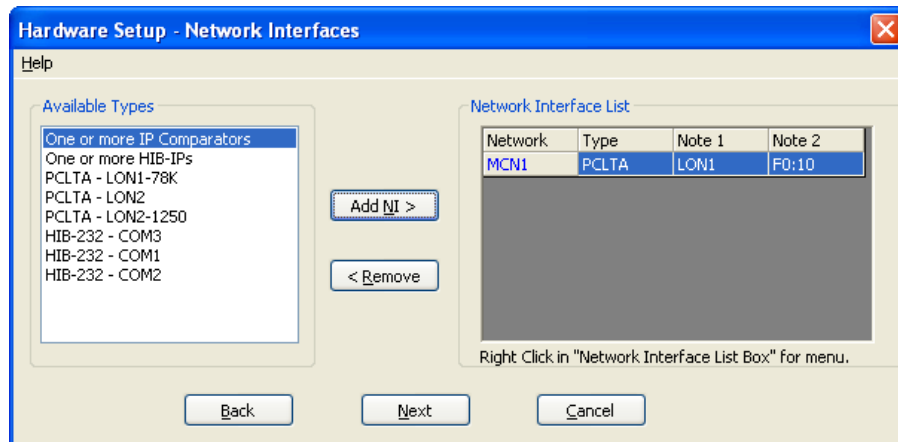 Hardware Setup - Network Interfaces
Help
Available Types
One or more IP Comparators
One or more HIB-IPs
PCLTA - LON1-78K
PCLTA - LON2
PCLTA - LON2-1250
HIB-232 - COM3
HIB-232 - COM1
HIB-232 - COM2
Add NI >
< Remove
Network Interface List
Network Type Note 1 Note 2
MCN1 PCLTA LON1 F0:10
Right Click in "Network Interface List Box" for menu.
Back Next Cancel